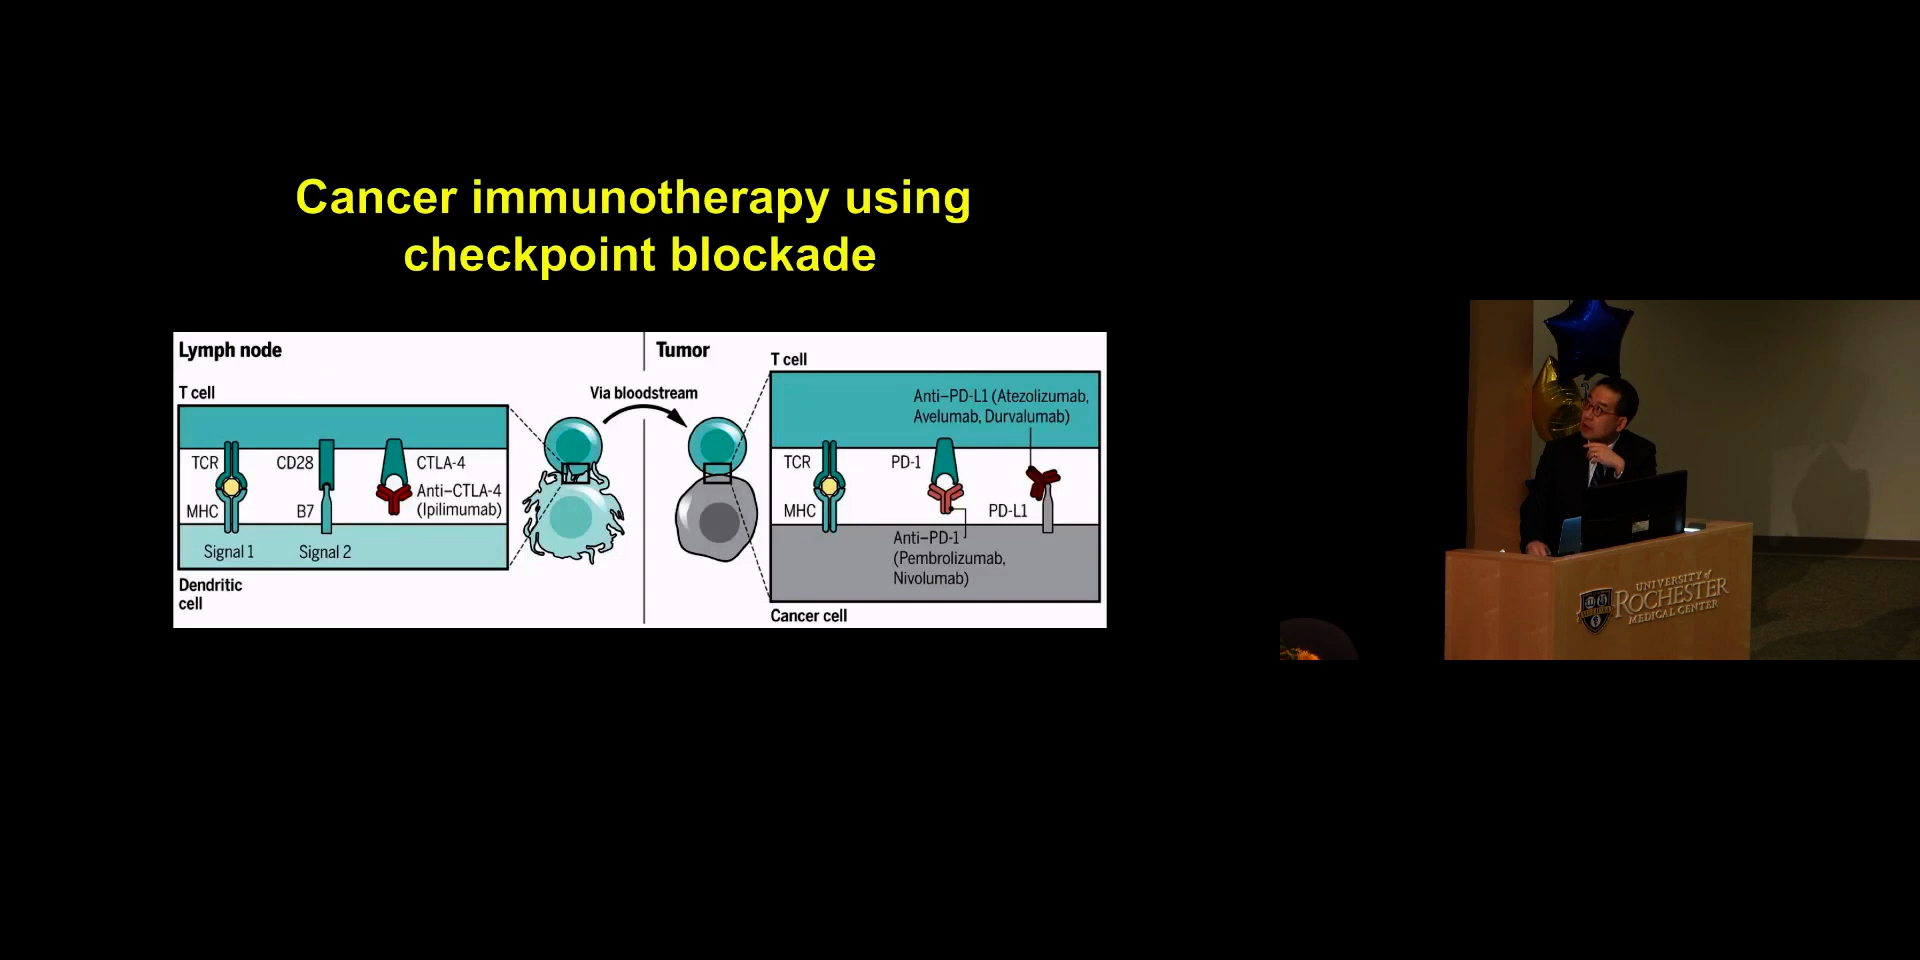 Cancer immunotherapy using
checkpoint blockade
Lymph node
T cell
TCR
CD28
CTLA-4
Anti–CTLA-4
(Ipilimumab)
MHC
B7
Signal 1
Signal 2
Dendritic
cell
Via bloodstream
Tumor
T cell
Anti–PD-L1 (Atezolizumab,
Avelumab, Durvalumab)
TCR
PD-1
MHC
PD-L1
Anti–PD-1
(Pembrolizumab,
Nivolumab)
Cancer cell
UNIVERSITY of
ROCHESTER
MEDICAL CENTER